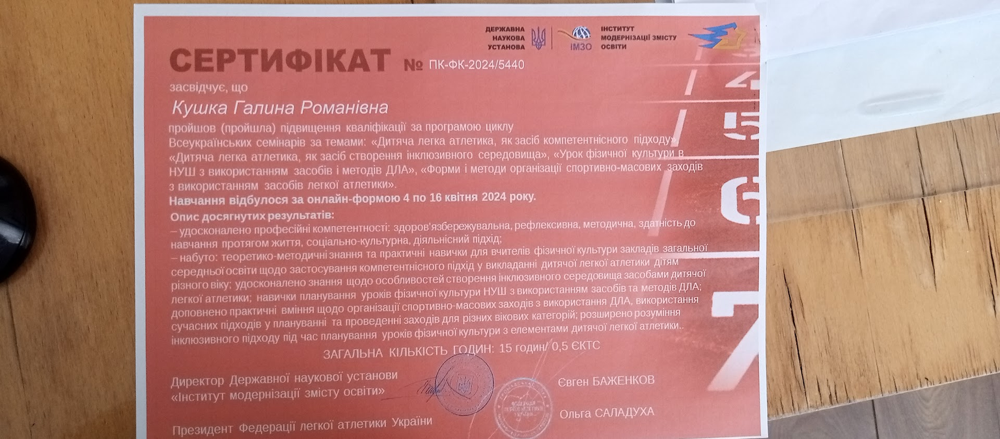 ДЕРЖАВНА
НАУКОВА
УСТАНОВА
ІМЗО
ІНСТИТУТ
МОДЕРНІЗАЦІЇ ЗМІСТУ
ОСВІТИ
СЕРТИФІКАТ № ПК-ФК-2024/5440
засвідчує, що
Кушка Галина Романівна
пройшов (пройшла) підвищення кваліфікації за програмою циклу
Всеукраїнських семінарів за темами: «Дитяча легка атлетика, як засіб компетентнісного підходу»,
«Дитяча легка атлетика, як засіб створення інклюзивного середовища», «Урок фізичної культури в
НУШ з використанням засобів і методів ДЛА», «Форми і методи організації спортивно-масових заходів
з використанням засобів легкої атлетики».
Навчання відбулося за онлайн-формою 4 по 16 квітня 2024 року.
Опис досягнутих результатів:
– удосконалено професійні компетентності: здоров'язбережувальна, рефлексивна, методична, здатність до
навчання протягом життя, соціально-культурна, діяльнісний підхід;
– набуто: теоретико-методичні знання та практичні навички для вчителів фізичної культури закладів загальної
середньої освіти щодо застосування компетентнісного підхід у викладанні дитячої легкої атлетики дітям
різного віку; удосконалено знання щодо особливостей створення інклюзивного середовища засобами дитячої
легкої атлетики; навички планування уроків фізичної культури НУШ з використанням засобів та методів ДЛА;
доповнено практичні вміння щодо організації спортивно-масових заходів з використання ДЛА, використання
сучасних підходів у плануванні та проведенні заходів для різних вікових категорій; розширено розуміння
інклюзивного підходу під час планування уроків фізичної культури з елементами дитячої легкої атлетики..
ЗАГАЛЬНА КІЛЬКІСТЬ ГОДИН: 15 годин/ 0,5 ЄКТС
Директор Державної наукової установи
«Інститут модернізації змісту освіти»
Євген БАЖЕНКОВ
Президент Федерації легкої атлетики України
Ольга САЛАДУХА
4
5
6
7